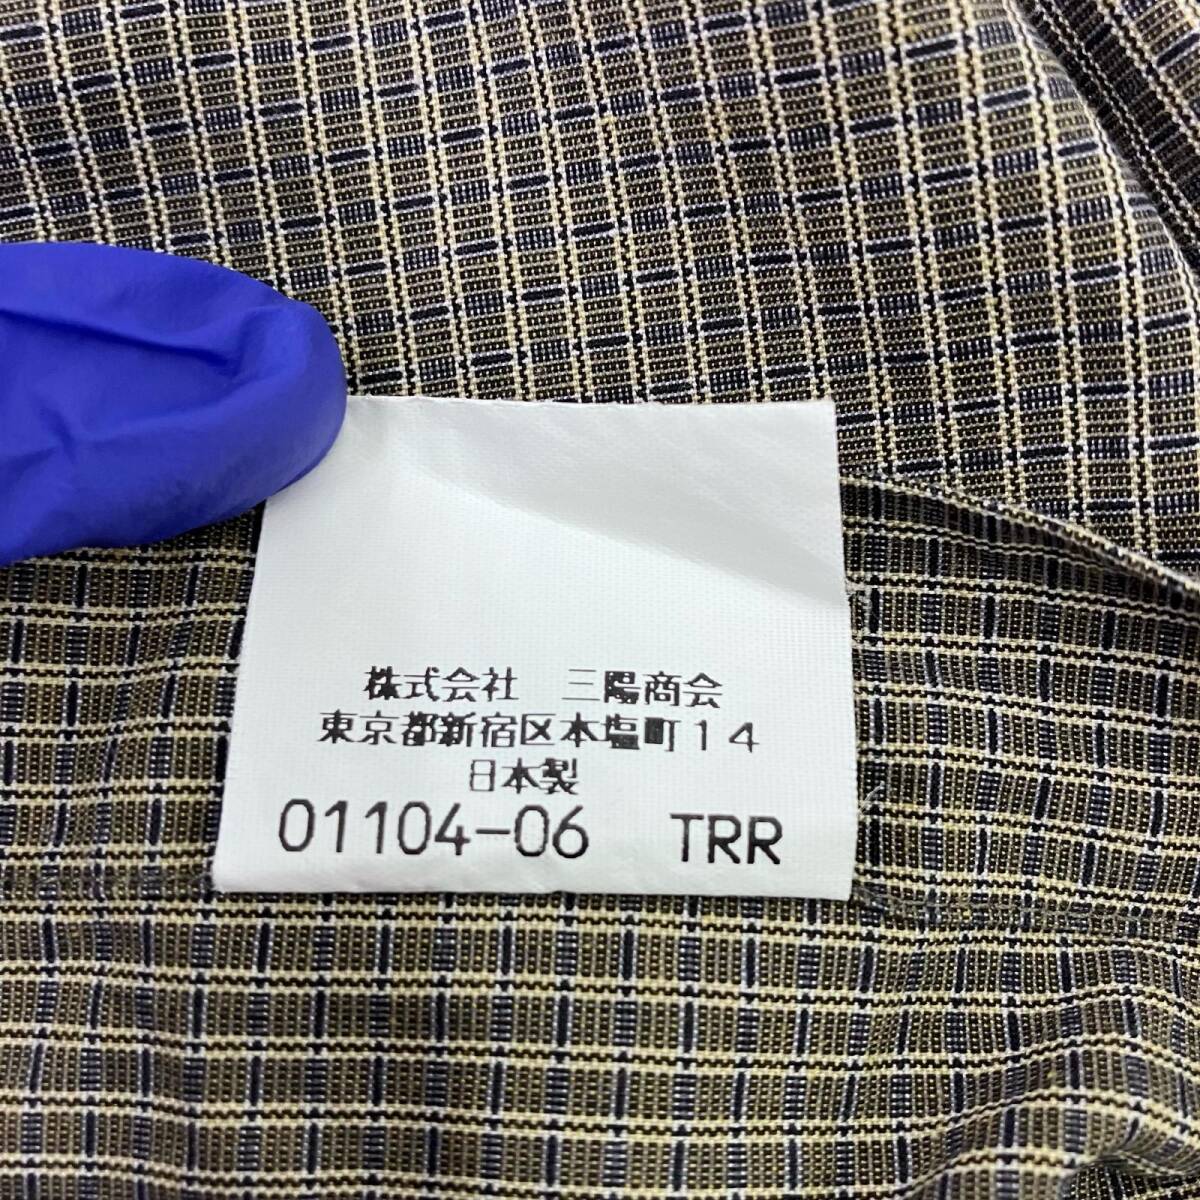 株式会社 三陽商会
東京都新宿区本塩町14
日本製
01104-06 TRR